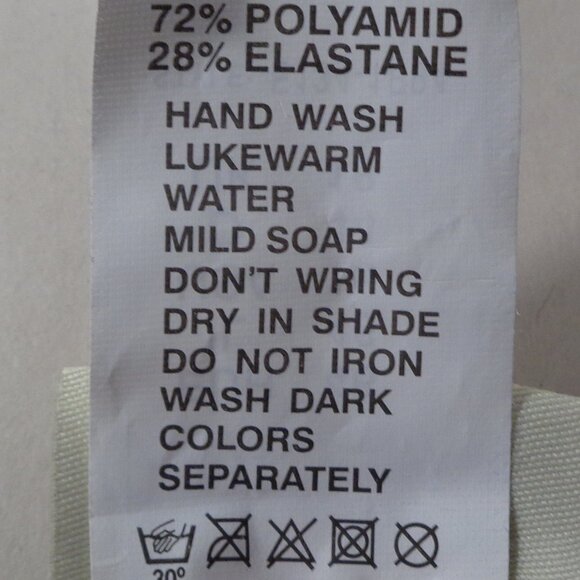 72% POLYAMID
28% ELASTANE
HAND WASH
LUKEWARM
WATER
MILD SOAP
DON'T WRING
DRY IN SHADE
DO NOT IRON
WASH DARK
COLORS
SEPARATELY